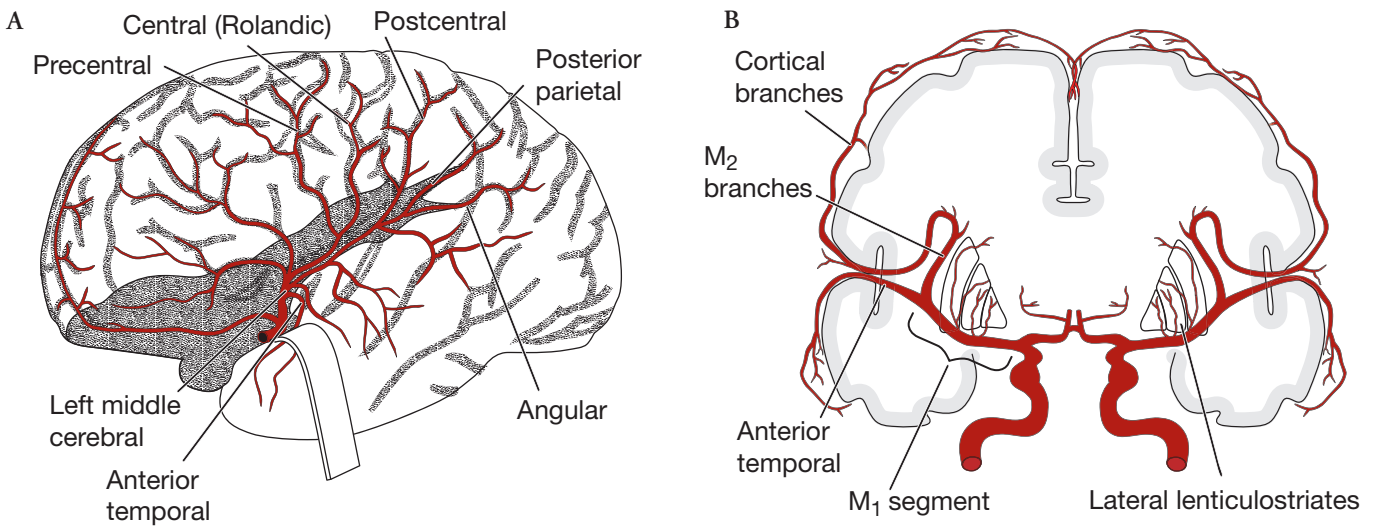 A
Central (Rolandic)
Postcentral
Precentral
Posterior
parietal
Left middle
cerebral
Anterior
temporal
Angular
B
Cortical
branches
M₂
branches
Anterior
temporal
M₁ segment
Lateral lenticulostriates